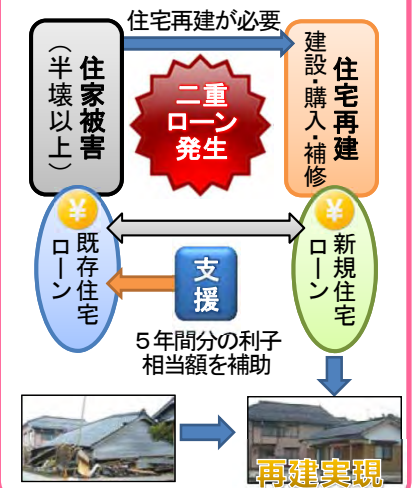 住宅再建が必要
住家被害
（半壊以上）
二重
ローン
発生
住宅再建
建設・購入・補修
¥
既存住宅
ローン
¥
新規住宅
ローン
支援
５年間分の利子
相当額を補助
再建実現